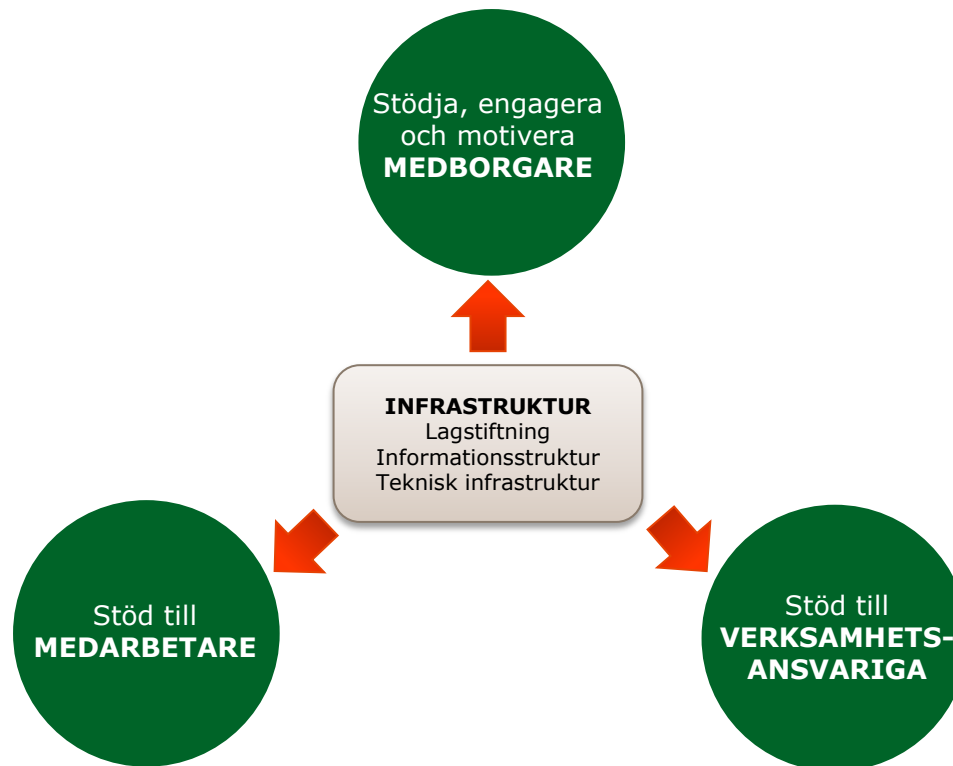 Stödja, engagera
och motivera
MEDBORGARE
INFRASTRUKTUR
Lagstiftning
Informationsstruktur
Teknisk infrastruktur
Stöd till
MEDARBETARE
Stöd till
VERKSAMHETS-
ANSVARIGA